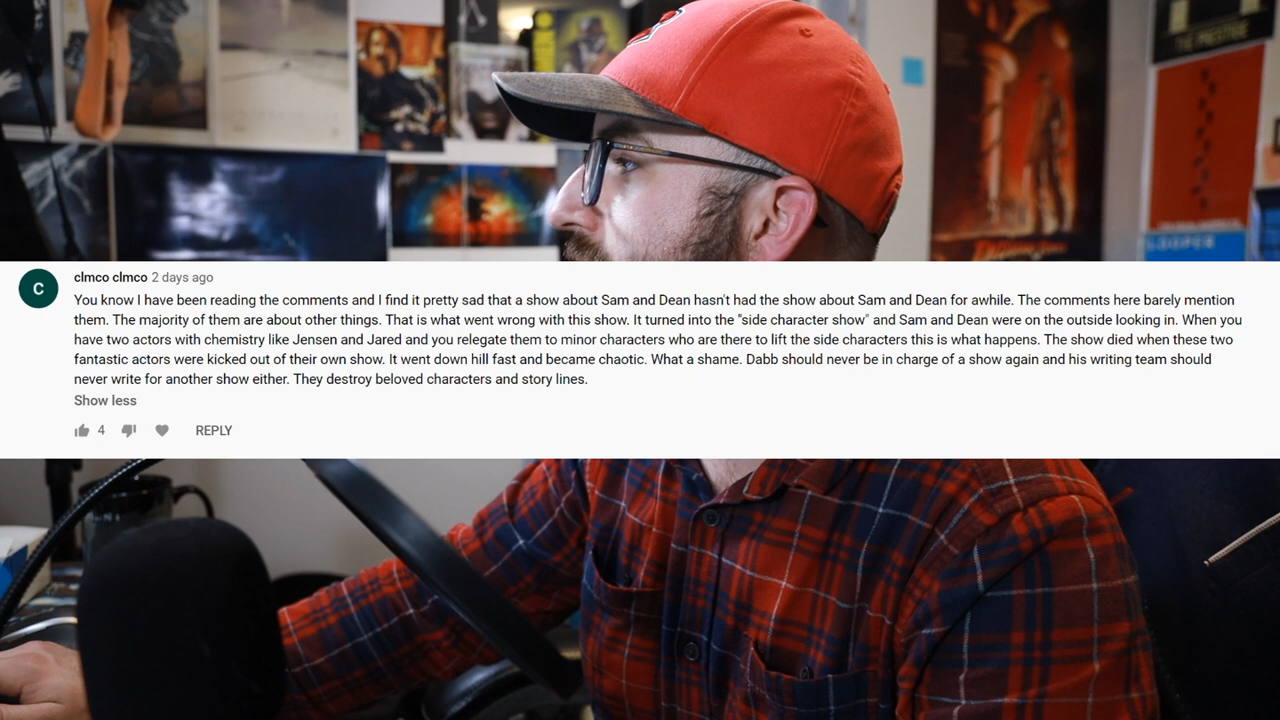 THE PRESTIGE
LOOPER
clmco clmco 2 days ago
You know I have been reading the comments and I find it pretty sad that a show about Sam and Dean hasn't had the show about Sam and Dean for awhile. The comments here barely mention
them. The majority of them are about other things. That is what went wrong with this show. It turned into the "side character show" and Sam and Dean were on the outside looking in. When you
have two actors with chemistry like Jensen and Jared and you relegate them to minor characters who are there to lift the side characters this is what happens. The show died when these two
fantastic actors were kicked out of their own show. It went down hill fast and became chaotic. What a shame. Dabb should never be in charge of a show again and his writing team should
never write for another show either. They destroy beloved characters and story lines.
Show less
4 REPLY